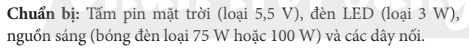 Chuẩn bị: Tấm pin mặt trời (loại 5,5 V), đèn LED (loại 3 W),
nguồn sáng (bóng đèn loại 75 W hoặc 100 W) và các dây nối.